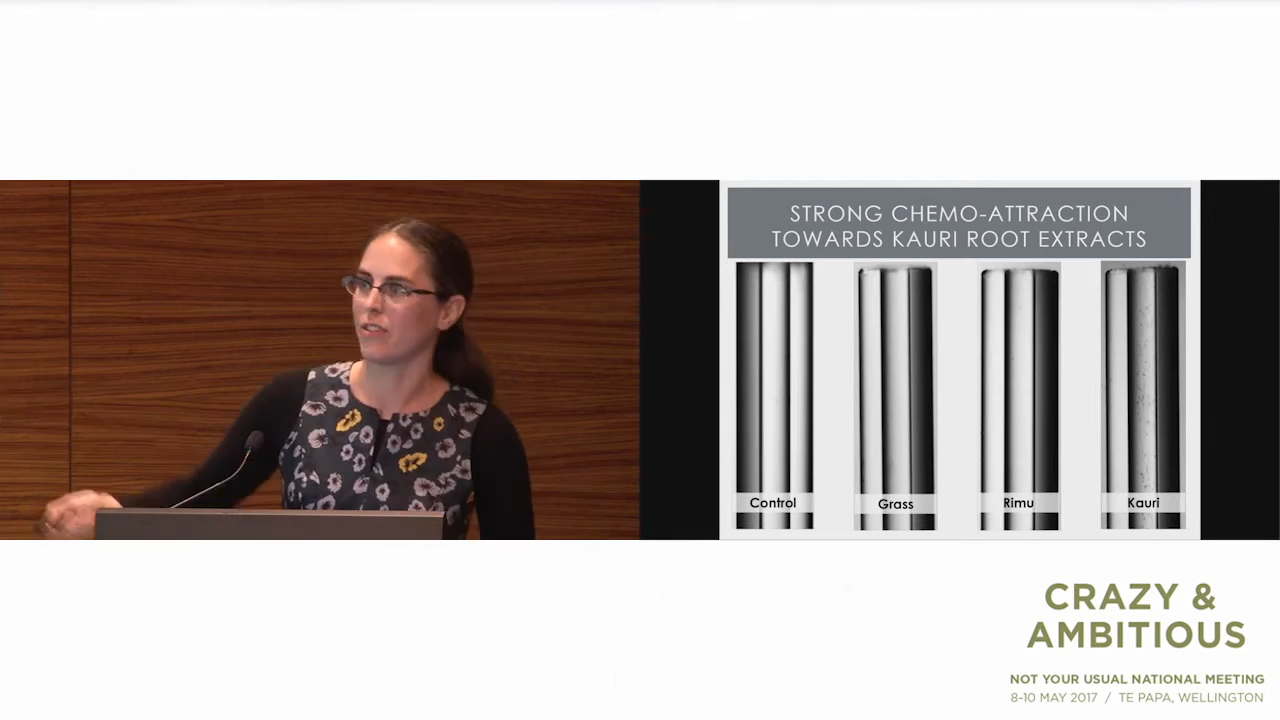 STRONG CHEMO-ATTRACTION
TOWARDS KAURI ROOT EXTRACTS
Control
Grass
Rimu
Kauri
CRAZY &
AMBITIOUS
NOT YOUR USUAL NATIONAL MEETING
8-10 MAY 2017 / TE PAPA, WELLINGTON